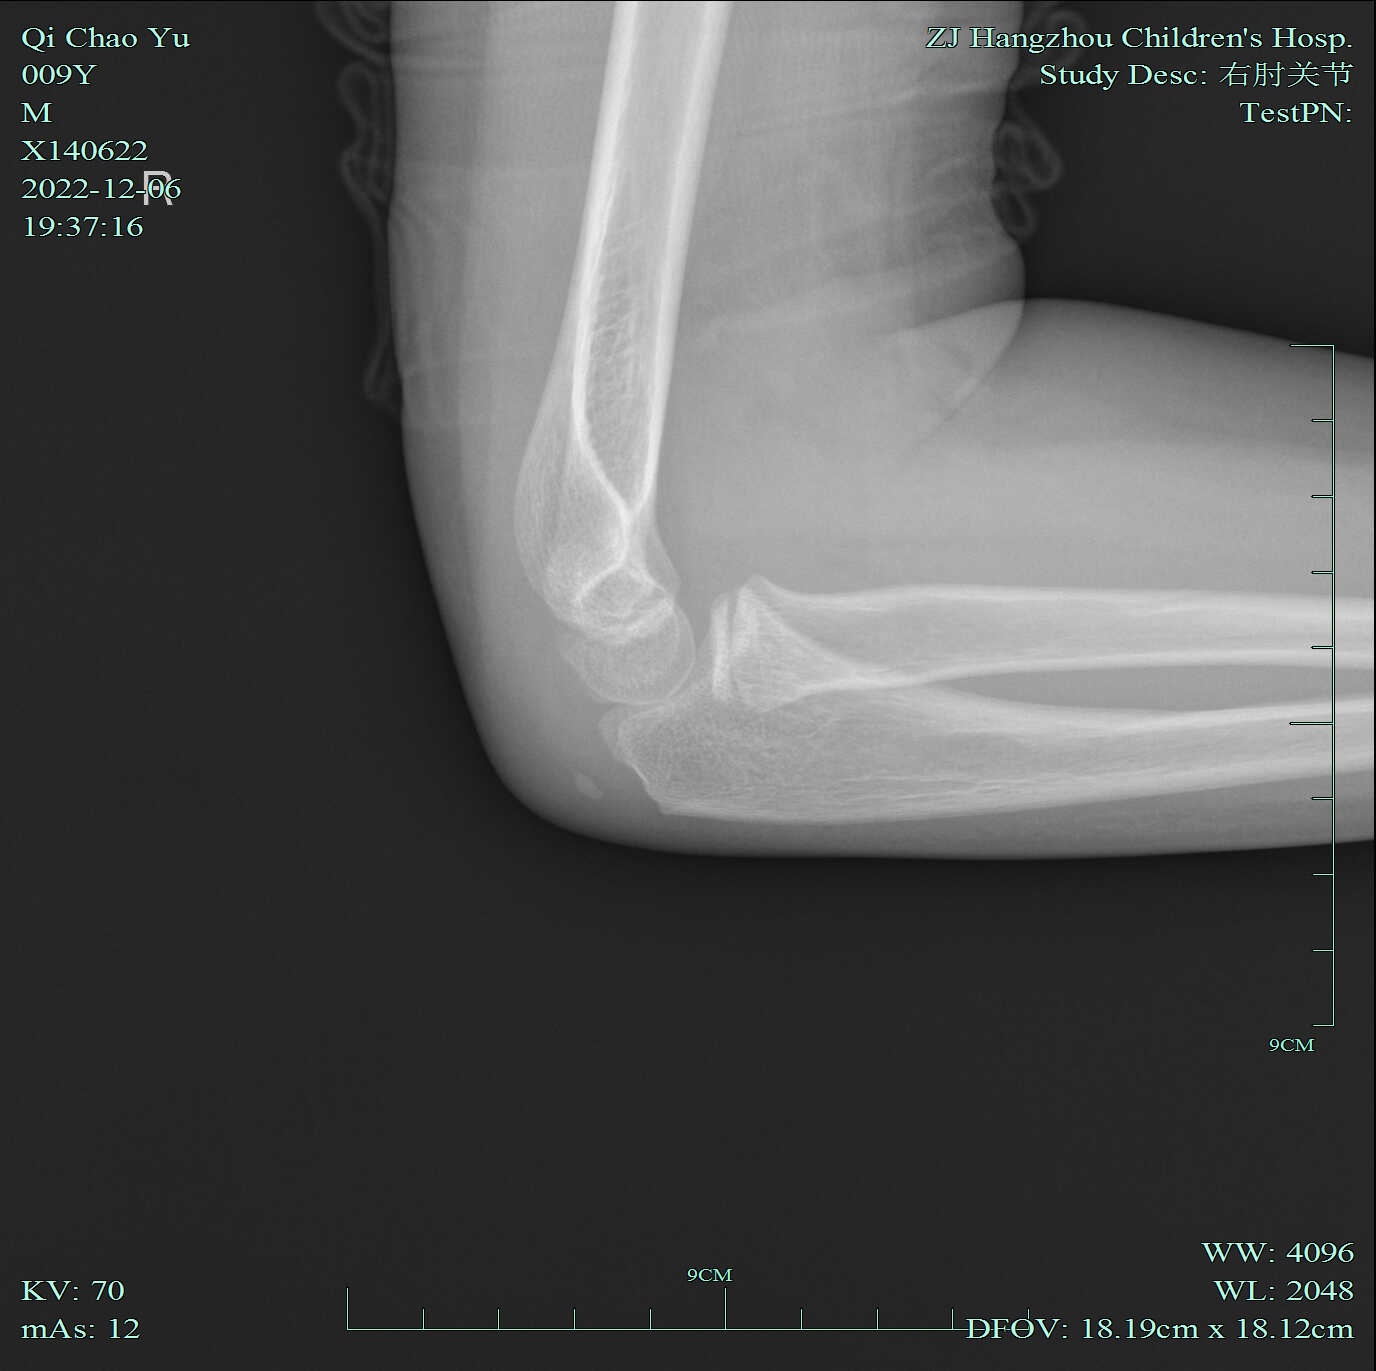 Qi Chao Yu
009Y
M
X140622
2022-12-06
19:37:16
R
ZJ Hangzhou Children's Hosp.
Study Desc: 右肘关节
TestPN:
9CM
9CM
KV: 70
mAs: 12
WW: 4096
WL: 2048
DFOV: 18.19cm x 18.12cm